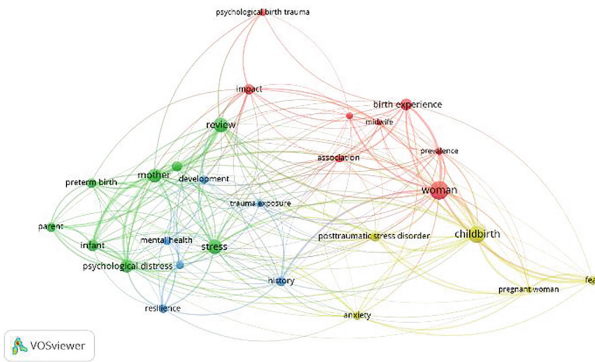 psychological birth trauma
impact
birth experience
review
midwife
association
prevalence
mother
development
preterm birth
woman
trauma exposure
parent
mental health
infant
stress
posttraumatic stress disorder
childbirth
psychological distress
history
fea
pregnant woman
resilience
anxiety
VOSviewer